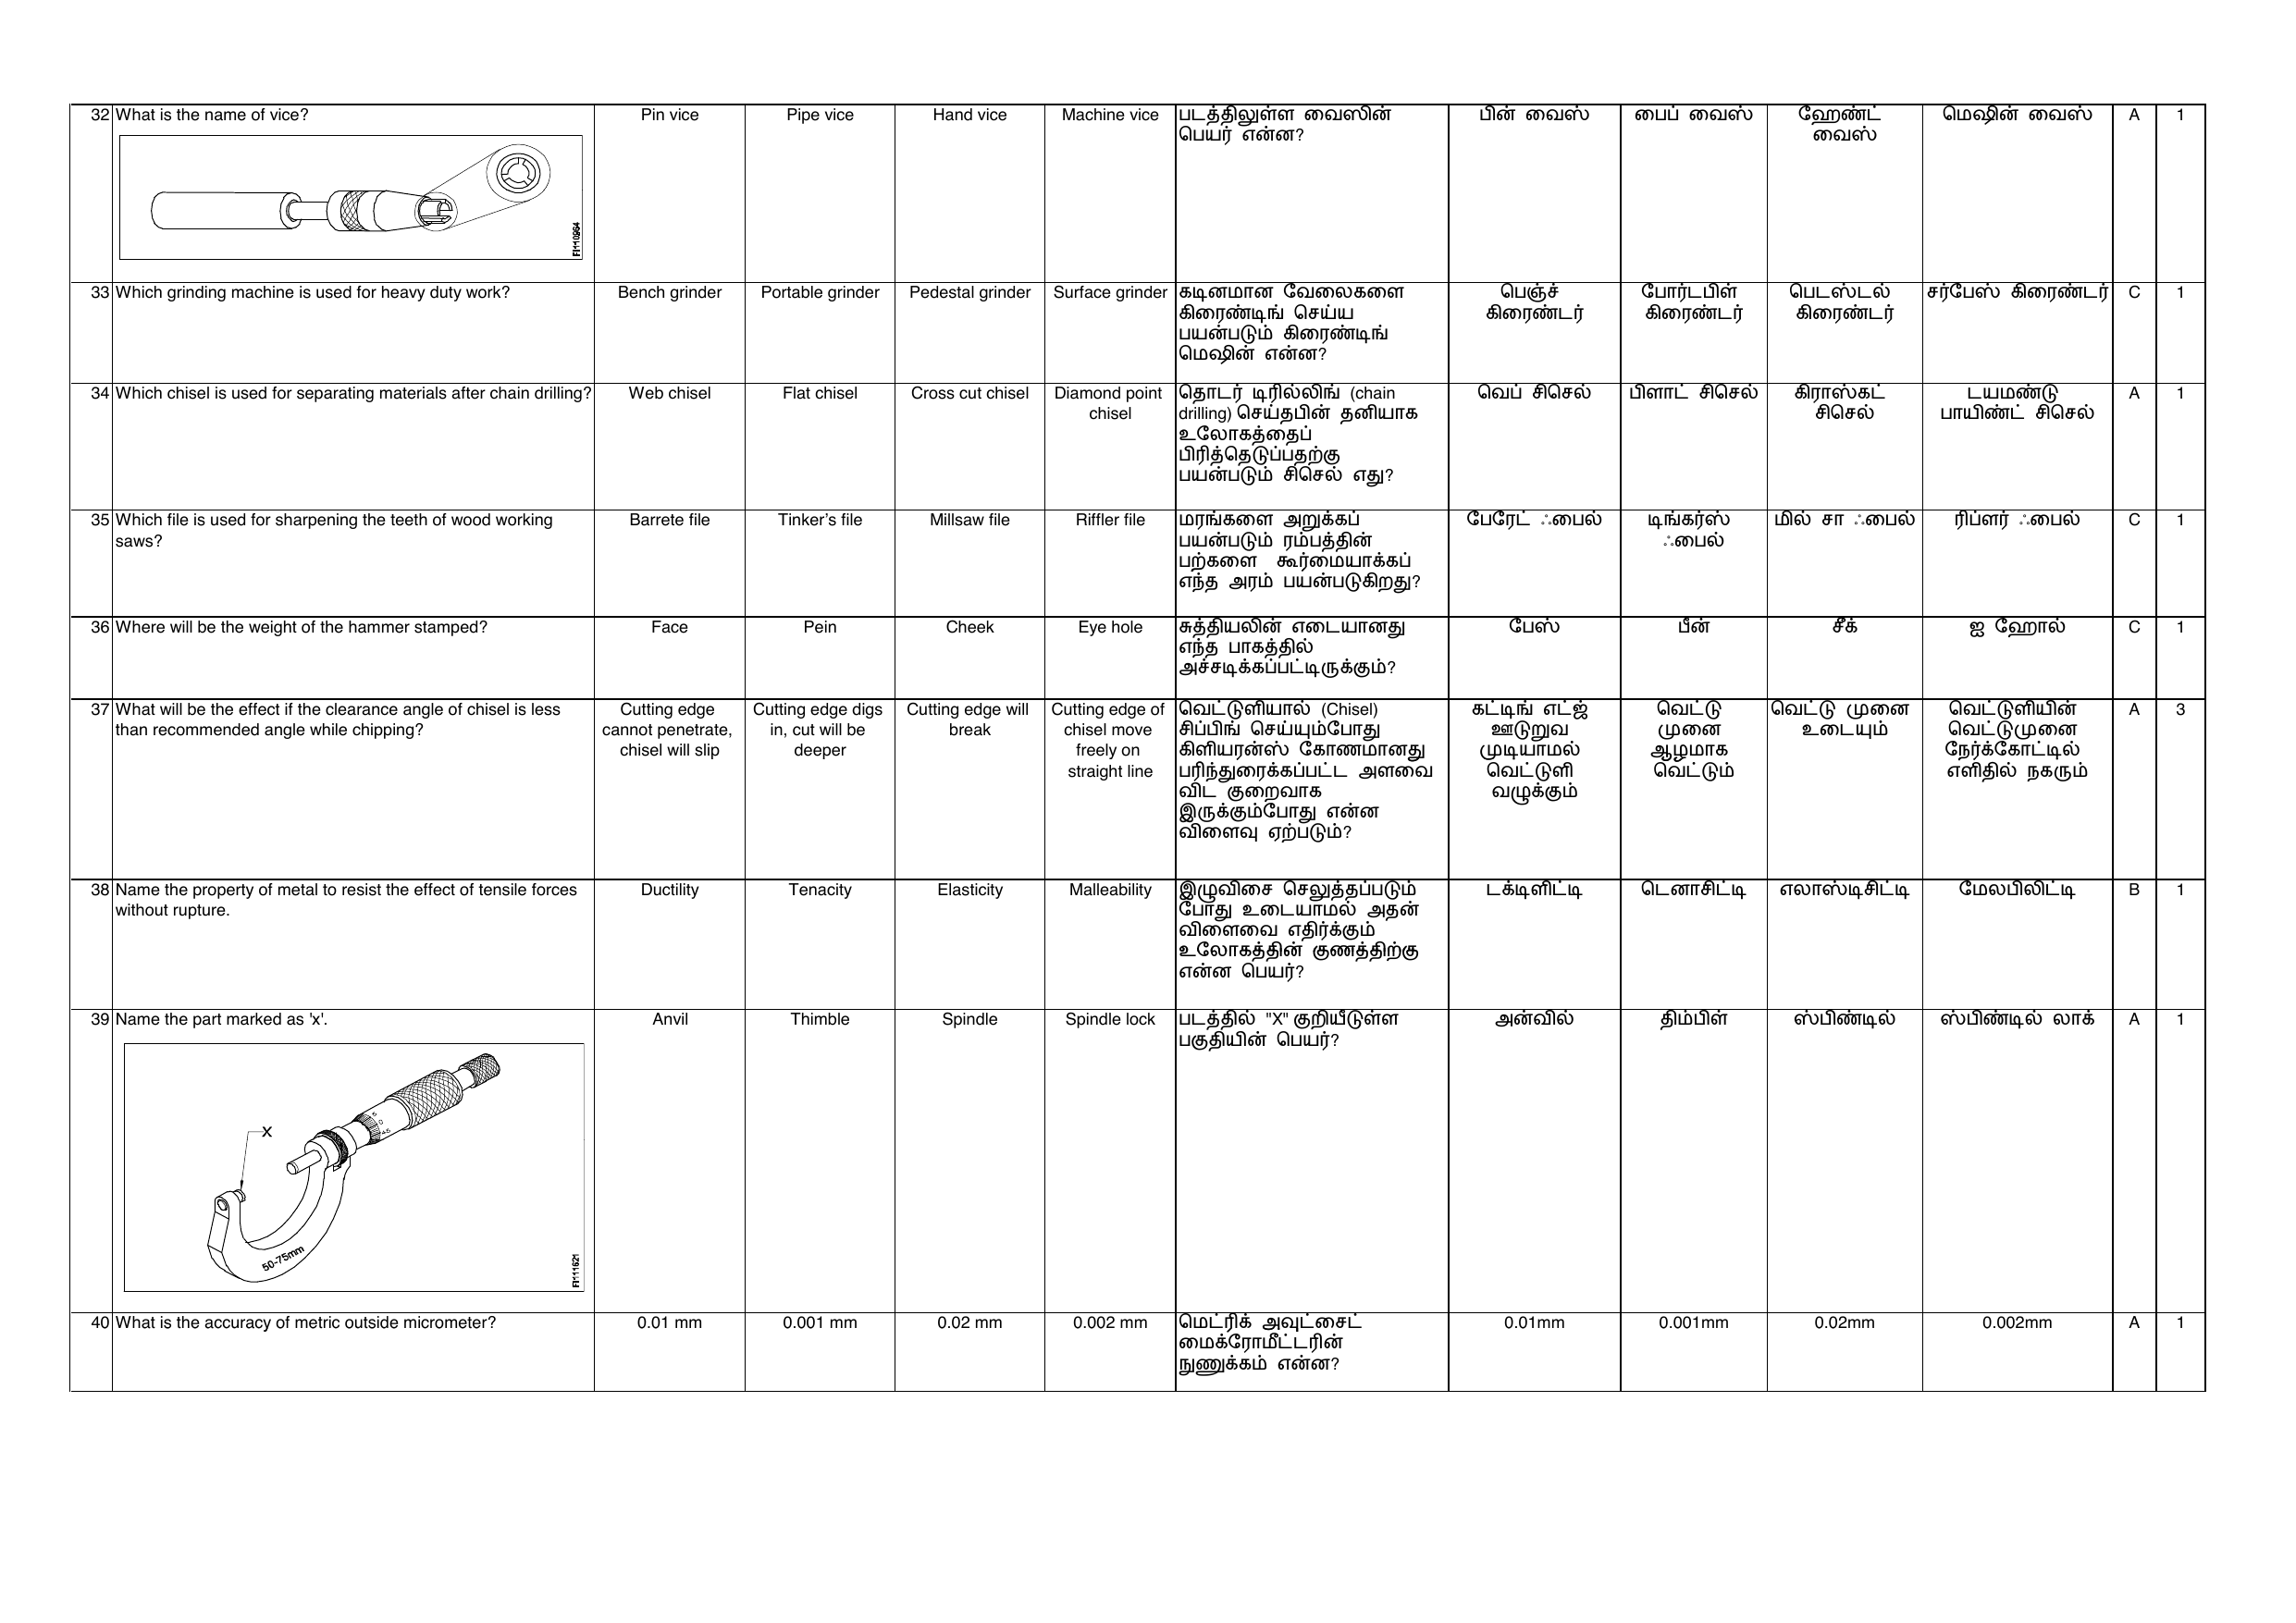 32 What is the name of vice?
Pin vice
Pipe vice
Hand vice
Machine vice
படத்திலுள்ள வைஸின்
பெயர் என்ன?
பின் வைஸ்
பைப் வைஸ்
ஹேண்ட்
வைஸ்
மெஷின் வைஸ்
A
1
FI110964
33 Which grinding machine is used for heavy duty work?
Bench grinder
Portable grinder
Pedestal grinder
Surface grinder
கடினமான வேலைகளை
கிரைண்டிங் செய்ய
பயன்படும் கிரைண்டிங்
மெஷின் என்ன?
பெஞ்ச்
கிரைண்டர்
போர்டபிள்
கிரைண்டர்
பெடஸ்டல்
கிரைண்டர்
சர்பேஸ் கிரைண்டர்
C
1
34 Which chisel is used for separating materials after chain drilling?
Web chisel
Flat chisel
Cross cut chisel
Diamond point
chisel
தொடர் டிரில்லிங் (chain
drilling) செய்தபின் தனியாக
உலோகத்தைப்
பிரித்தெடுப்பதற்கு
பயன்படும் சிசெல் எது?
வெப் சிசெல்
பிளாட் சிசெல்
கிராஸ்கட்
சிசெல்
டயமண்டு
பாயிண்ட் சிசெல்
A
1
35 Which file is used for sharpening the teeth of wood working
saws?
Barrete file
Tinker's file
Millsaw file
Riffler file
மரங்களை அறுக்கப்
பயன்படும் ரம்பத்தின்
பற்களை கூர்மையாக்கப்
எந்த அரம் பயன்படுகிறது?
பேரேட் ஃபைல்
டிங்கர்ஸ்
ஃபைல்
மில் சா ஃபைல்
ரிப்ளர் ஃபைல்
C
1
36 Where will be the weight of the hammer stamped?
Face
Pein
Cheek
Eye hole
சுத்தியலின் எடையானது
எந்த பாகத்தில்
அச்சடிக்கப்பட்டிருக்கும்?
பேஸ்
பீன்
சீக்
ஐ ஹோல்
C
1
37 What will be the effect if the clearance angle of chisel is less
than recommended angle while chipping?
Cutting edge
cannot penetrate,
chisel will slip
Cutting edge digs
in, cut will be
deeper
Cutting edge will
break
Cutting edge of
chisel move
freely on
straight line
வெட்டுளியால் (Chisel)
சிப்பிங் செய்யும்போது
கிளியரன்ஸ் கோணமானது
பரிந்துரைக்கப்பட்ட அளவை
விட குறைவாக
இருக்கும்போது என்ன
விளைவு ஏற்படும்?
கட்டிங் எட்ஜ்
ஊடுறுவ
முடியாமல்
வெட்டுளி
வழுக்கும்
வெட்டு
முனை
ஆழமாக
வெட்டும்
வெட்டு முனை
உடையும்
வெட்டுளியின்
வெட்டுமுனை
நேர்க்கோட்டில்
எளிதில் நகரும்
A
3
38 Name the property of metal to resist the effect of tensile forces
without rupture.
Ductility
Tenacity
Elasticity
Malleability
இழுவிசை செலுத்தப்படும்
போது உடையாமல் அதன்
விளைவை எதிர்க்கும்
உலோகத்தின் குணத்திற்கு
என்ன பெயர்?
டக்டிளிட்டி
டெனாசிட்டி
எலாஸ்டிசிட்டி
மேலபிலிட்டி
B
1
39 Name the part marked as 'x'.
Anvil
Thimble
Spindle
Spindle lock
படத்தில் "X" குறியீடுள்ள
பகுதியின் பெயர்?
அன்வில்
திம்பிள்
ஸ்பிண்டில்
ஸ்பிண்டில் லாக்
A
1
X
50-75mm
FI111621
40 What is the accuracy of metric outside micrometer?
0.01 mm
0.001 mm
0.02 mm
0.002 mm
மெட்ரிக் அவுட்சைட்
மைக்ரோமீட்டரின்
நுணுக்கம் என்ன?
0.01mm
0.001mm
0.02mm
0.002mm
A
1